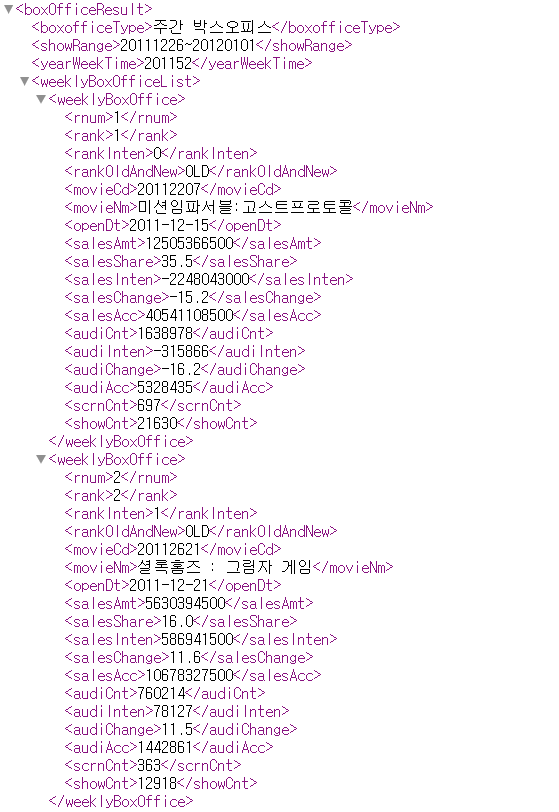 <boxOfficeResult>
<boxofficeType>주간 박스오피스</boxofficeType>
<showRange>20111226~20120101</showRange>
<yearWeekTime>201152</yearWeekTime>
<weeklyBoxOfficeList>
<weeklyBoxOffice>
<rnum>1</rnum>
<rank>1</rank>
<rankInten>0</rankInten>
<rankOldAndNew>OLD</rankOldAndNew>
<movieCd>20112207</movieCd>
<movieNm>미션임파서블:고스트프로토콜</movieNm>
<openDt>2011-12-15</openDt>
<salesAmt>12505366500</salesAmt>
<salesShare>35.5</salesShare>
<salesInten>-2248043000</salesInten>
<salesChange>-15.2</salesChange>
<salesAcc>40541108500</salesAcc>
<audiCnt>1638978</audiCnt>
<audiInten>-315866</audiInten>
<audiChange>-16.2</audiChange>
<audiAcc>5328435</audiAcc>
<scrnCnt>697</scrnCnt>
<showCnt>21630</showCnt>
</weeklyBoxOffice>
<weeklyBoxOffice>
<rnum>2</rnum>
<rank>2</rank>
<rankInten>1</rankInten>
<rankOldAndNew>OLD</rankOldAndNew>
<movieCd>20112621</movieCd>
<movieNm>셜록홈즈 : 그림자 게임</movieNm>
<openDt>2011-12-21</openDt>
<salesAmt>5630394500</salesAmt>
<salesShare>16.0</salesShare>
<salesInten>586941500</salesInten>
<salesChange>11.6</salesChange>
<salesAcc>10678327500</salesAcc>
<audiCnt>760214</audiCnt>
<audiInten>78127</audiInten>
<audiChange>11.5</audiChange>
<audiAcc>1442861</audiAcc>
<scrnCnt>363</scrnCnt>
<showCnt>12918</showCnt>
</weeklyBoxOffice>